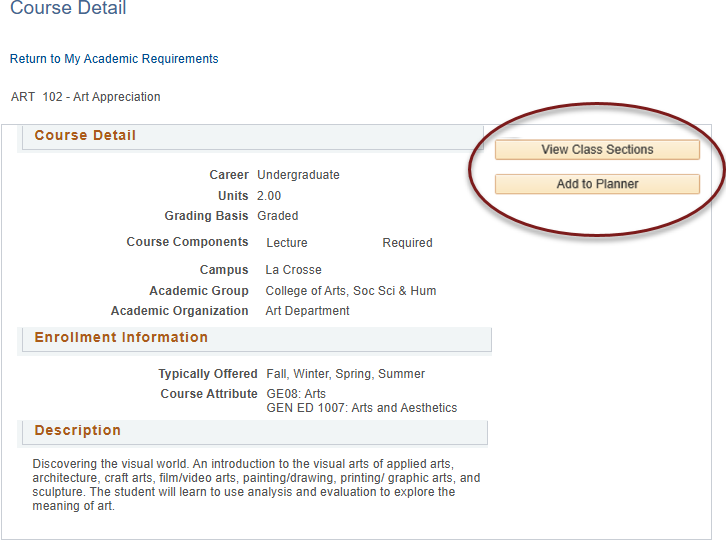 Course Detail
Return to My Academic Requirements
ART  102 - Art Appreciation
Course Detail
View Class Sections
Add to Planner
Career Undergraduate
Units 2.00
Grading Basis Graded
Course Components Lecture Required
Campus La Crosse
Academic Group College of Arts, Soc Sci & Hum
Academic Organization Art Department
Enrollment Information
Typically Offered Fall, Winter, Spring, Summer
Course Attribute GE08: Arts
GEN ED 1007: Arts and Aesthetics
Description
Discovering the visual world. An introduction to the visual arts of applied arts,
architecture, craft arts, film/video arts, painting/drawing, printing/ graphic arts, and
sculpture. The student will learn to use analysis and evaluation to explore the
meaning of art.